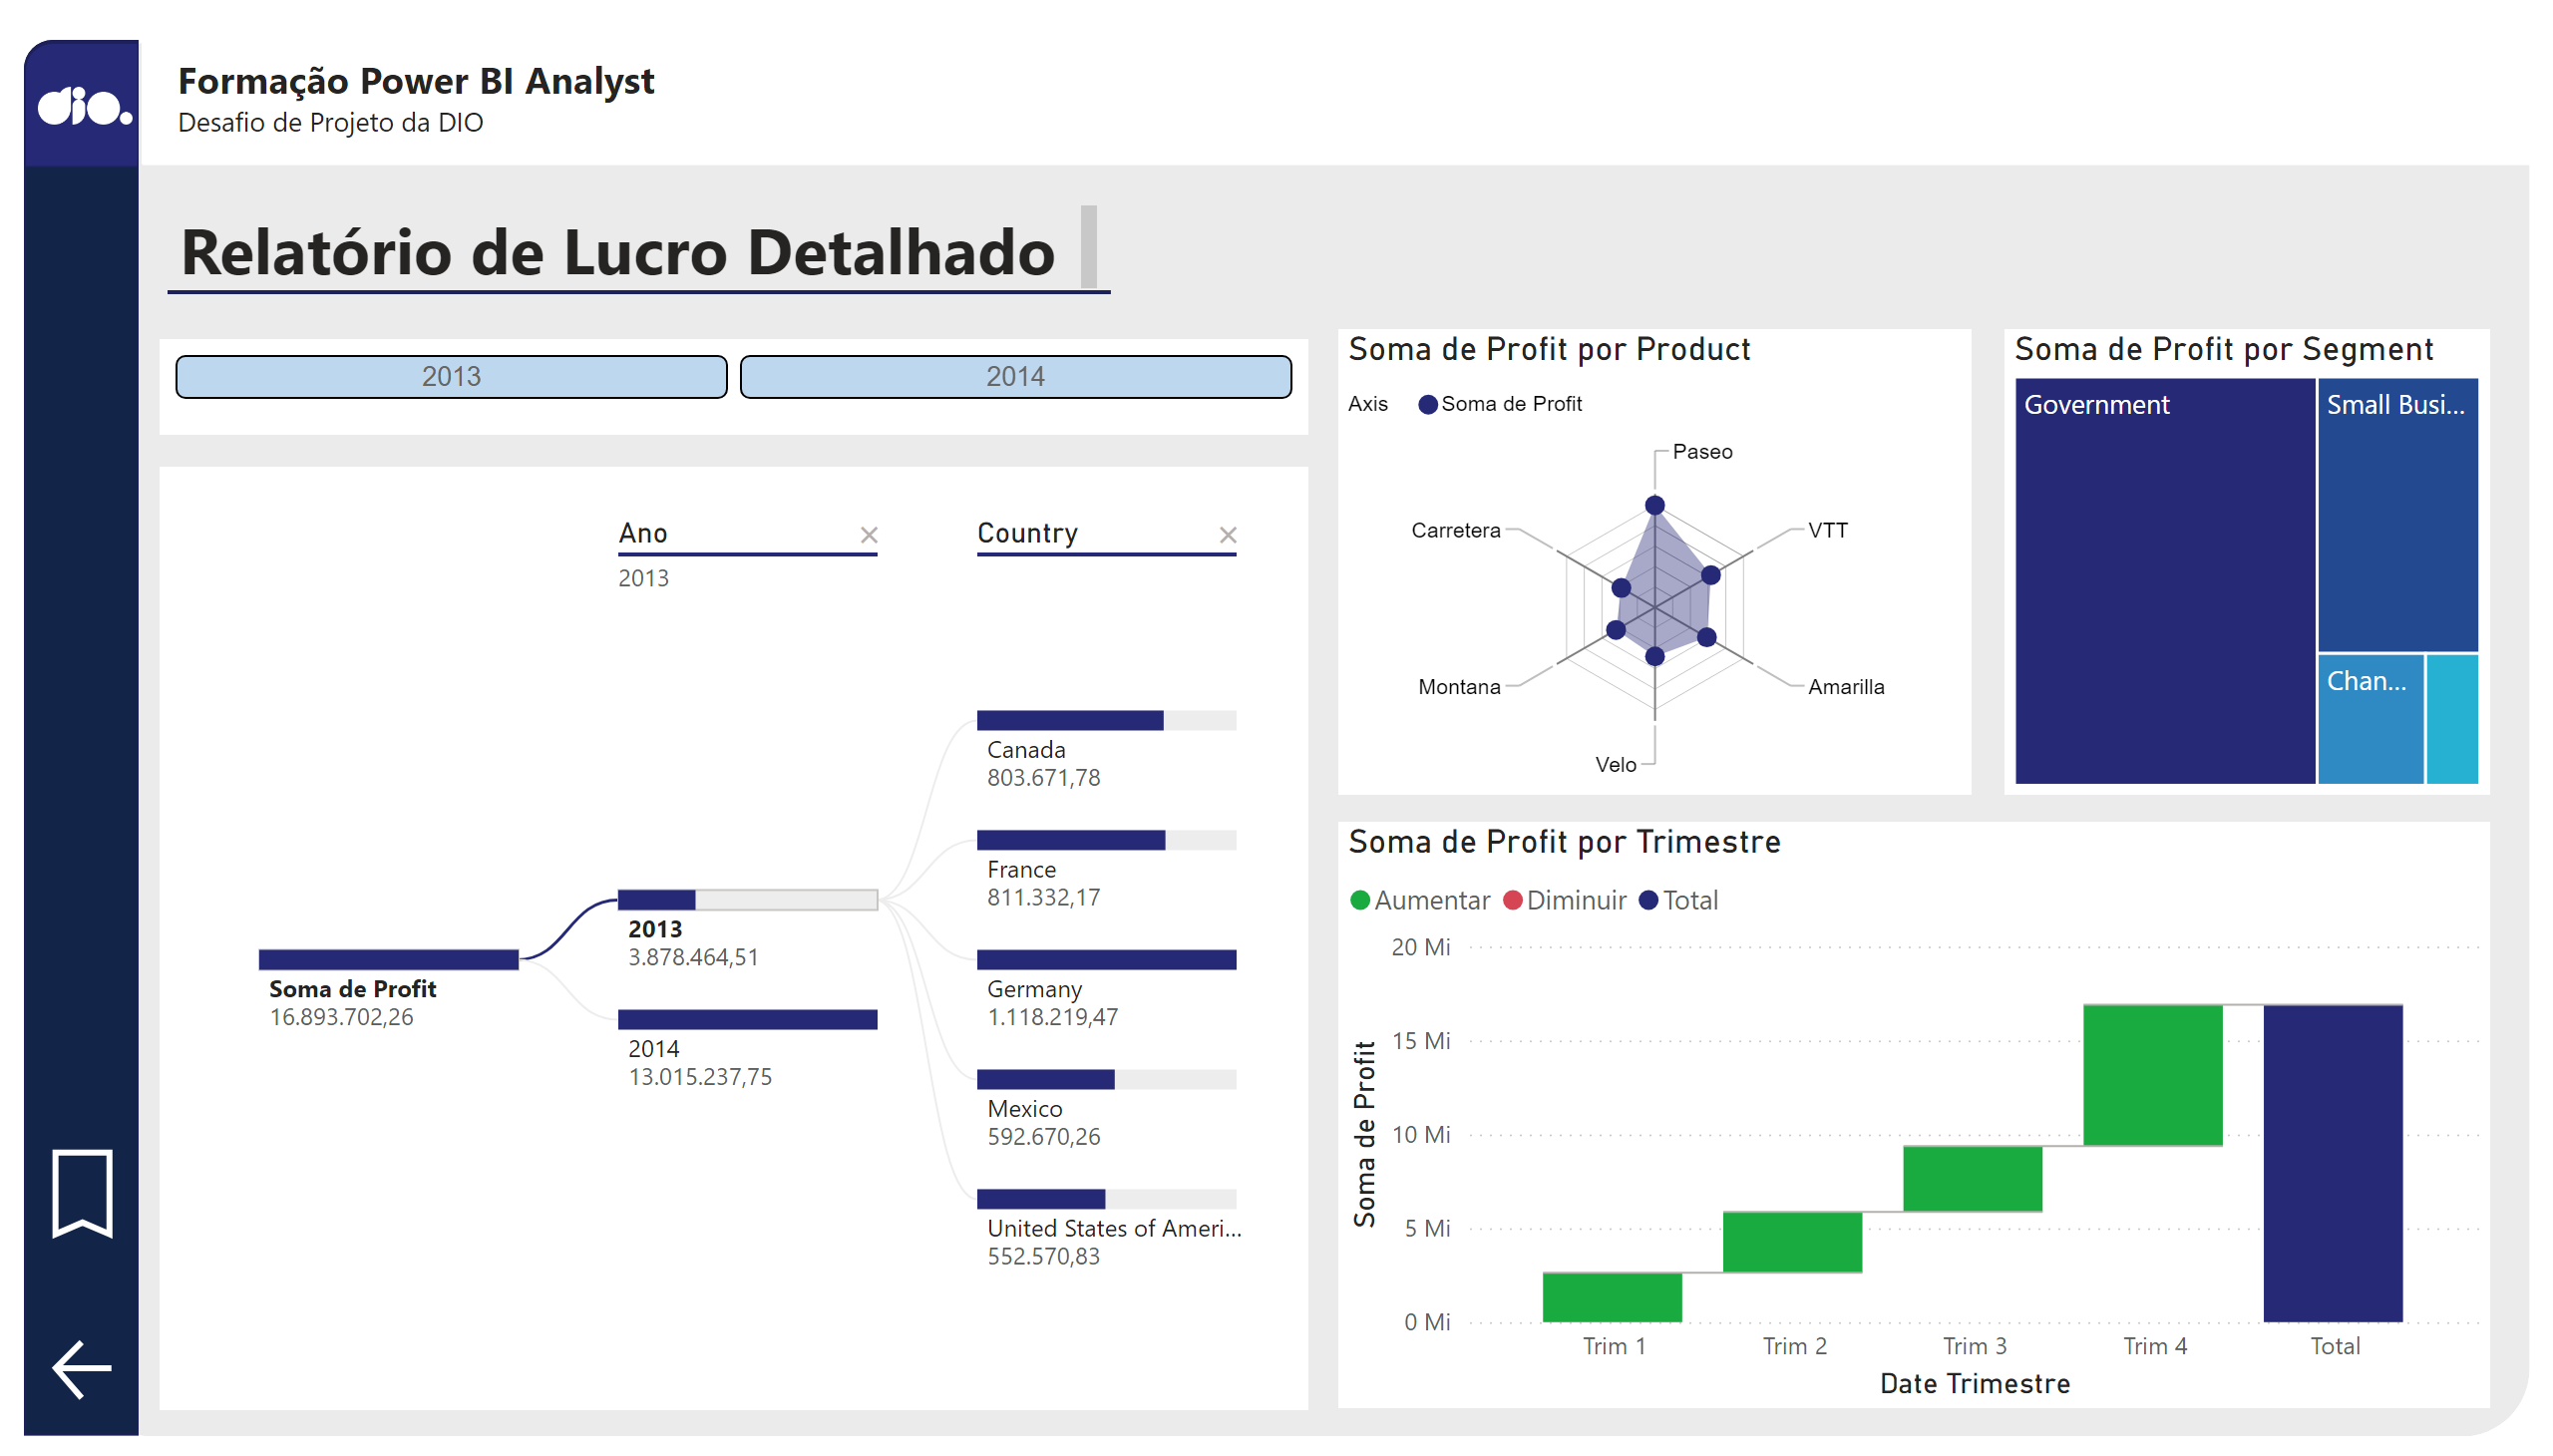 dio.
Formação Power BI Analyst
Desafio de Projeto da DIO
Relatório de Lucro Detalhado
2013
2014
Ano
2013
Country
Soma de Profit
16.893.702,26
2013
3.878.464,51
2014
13.015.237,75
Canada
803.671,78
France
811.332,17
Germany
1.118.219,47
Mexico
592.670,26
United States of Ameri...
552.570,83
Soma de Profit por Product
Axis
Soma de Profit
Paseo
VTT
Amarilla
Velo
Montana
Carretera
Soma de Profit por Segment
Government
Small Busi...
Chan...
Soma de Profit por Trimestre
Aumentar
Diminuir
Total
Soma de Profit
20 Mi
15 Mi
10 Mi
5 Mi
0 Mi
Trim 1
Trim 2
Trim 3
Trim 4
Total
Date Trimestre